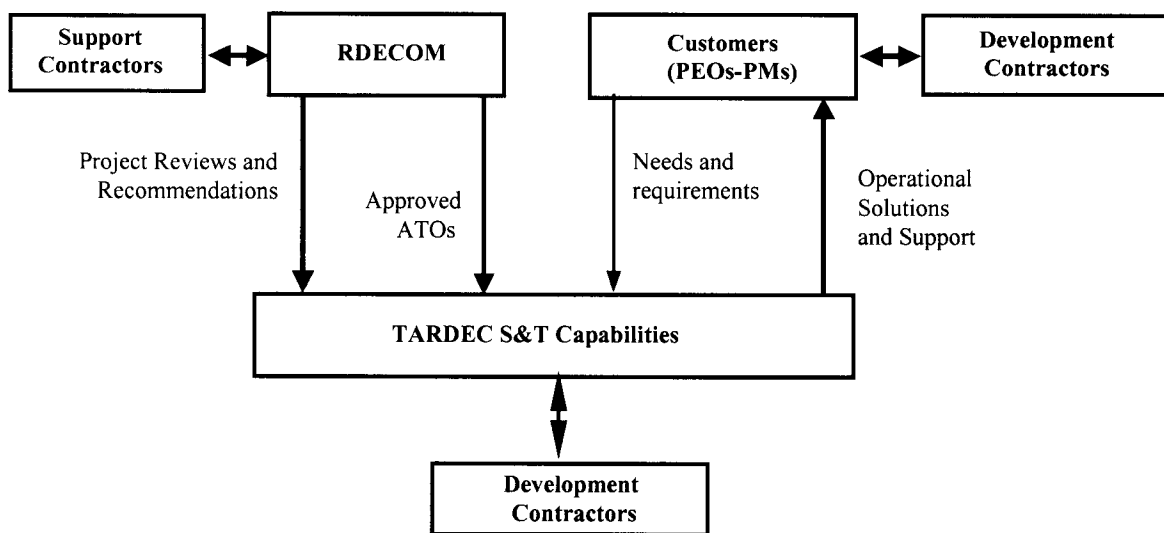 Support
Contractors
RDECOM
Customers
(PEOs-PMs)
Development
Contractors
Project Reviews and
Recommendations
Approved
ATOs
Needs and
requirements
Operational
Solutions
and Support
TARDEC S&T Capabilities
Development
Contractors